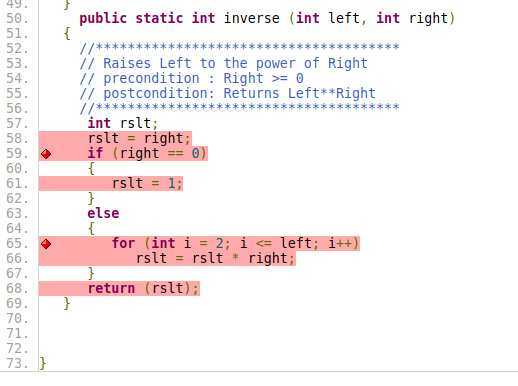 49.    }
50.      public static int inverse (int left, int right)
51.    {
52.      //**************************************
53.      // Raises Left to the power of Right
54.      // precondition : Right >= 0
55.      // postcondition: Returns Left**Right
56.      //**************************************
57.       int rslt;
58.       rslt = right;
59.       if (right == 0)
60.       {
61.          rslt = 1;
62.       }
63.       else
64.       {
65.          for (int i = 2; i <= left; i++)
66.             rslt = rslt * right;
67.       }
68.       return (rslt);
69.    }
70.
71.
72.
73. }